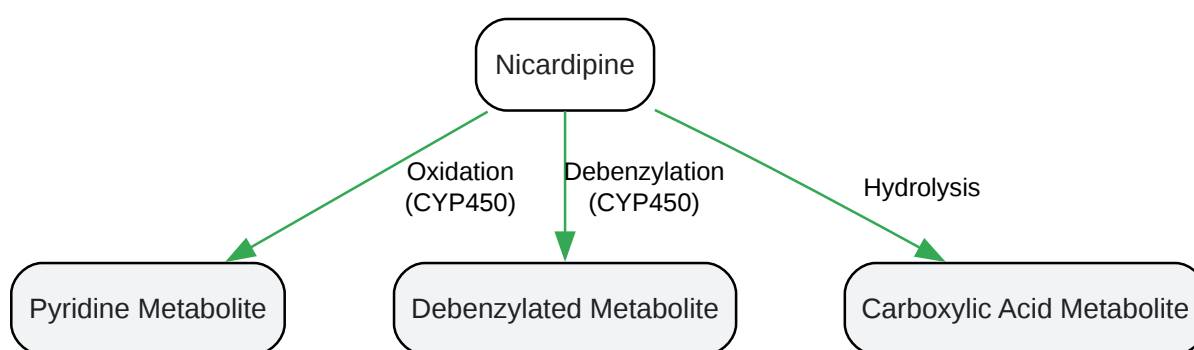 Nicardipine
Oxidation
(CYP450)
Debenzylation
(CYP450)
Hydrolysis
Pyridine Metabolite
Debenzylated Metabolite
Carboxylic Acid Metabolite